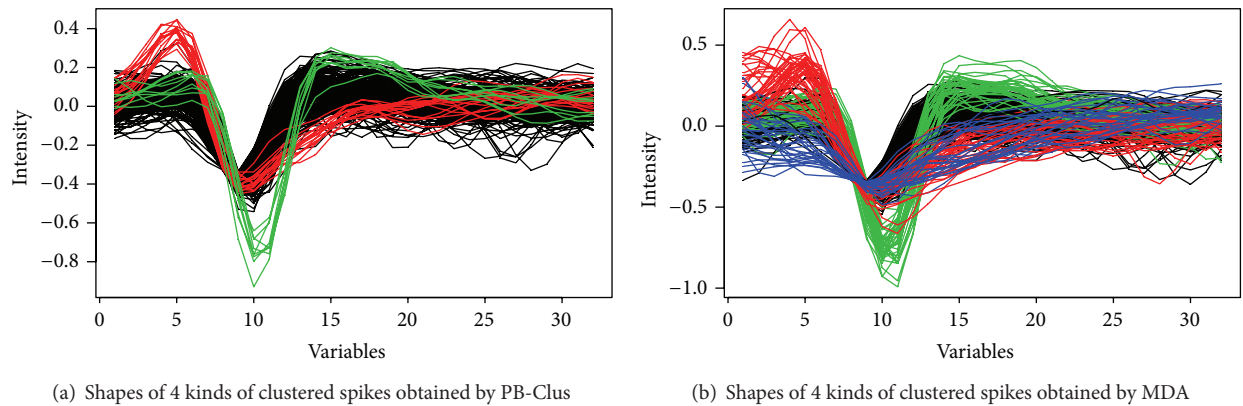 0.4
0.2
0.0
−0.2
−0.4
−0.6
−0.8
Intensity
0 5 10 15 20 25 30
Variables
(a) Shapes of 4 kinds of clustered spikes obtained by PB-Clus
0.5
0.0
−0.5
−1.0
Intensity
0 5 10 15 20 25 30
Variables
(b) Shapes of 4 kinds of clustered spikes obtained by MDA